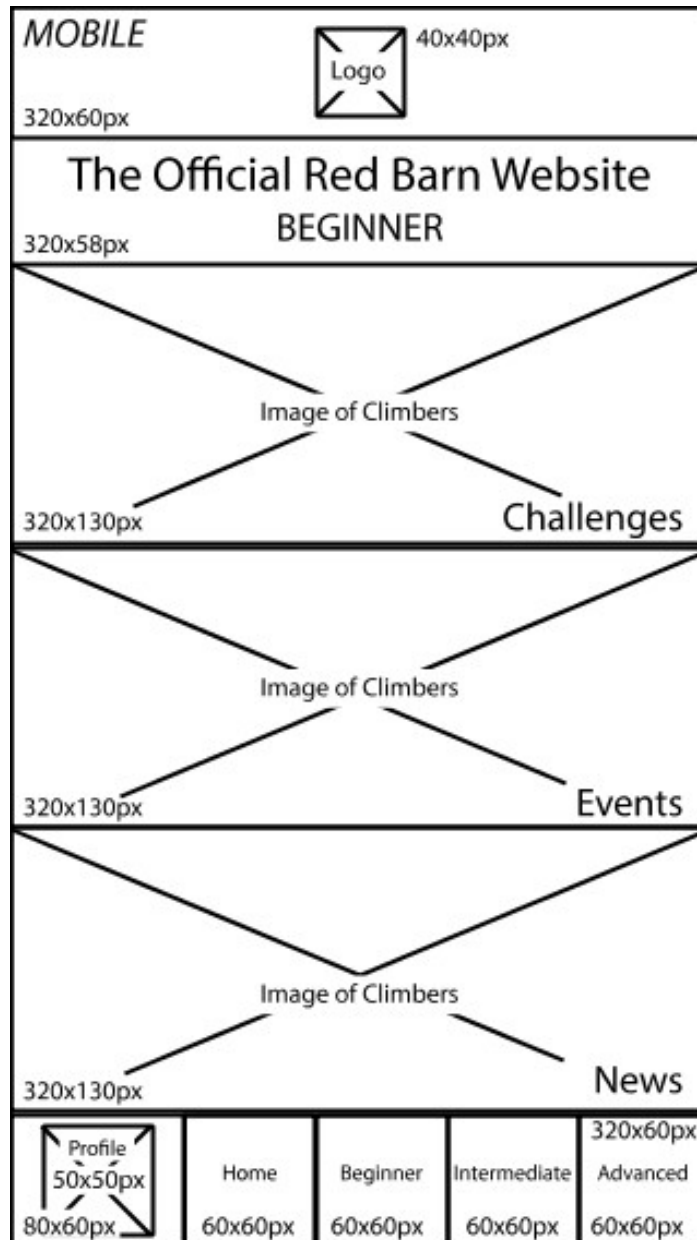 MOBILE
40x40px
Logo
320x60px
The Official Red Barn Website
BEGINNER
320x58px
Image of Climbers
320x130px
Challenges
Image of Climbers
320x130px
Events
Image of Climbers
320x130px
News
320x60px
Profile
50x50px
80x60px
Home
60x60px
Beginner
60x60px
Intermediate
60x60px
Advanced
60x60px